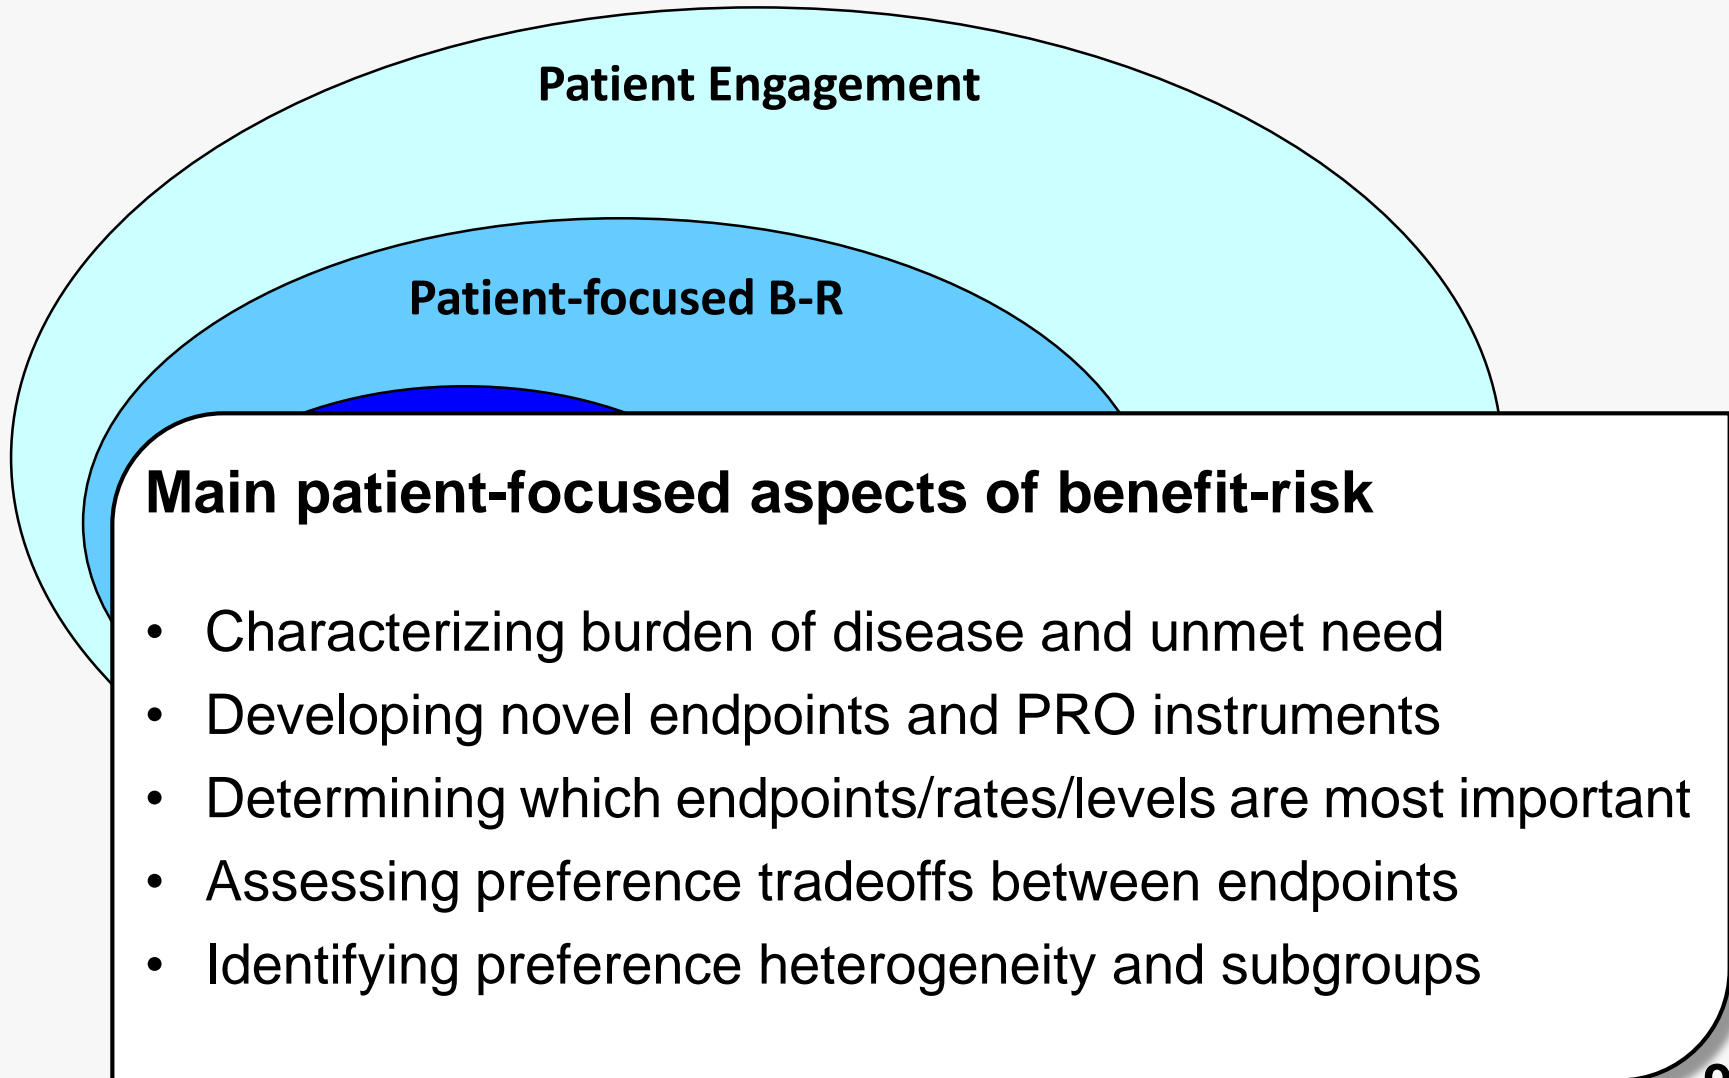 Patient Engagement
Patient-focused B-R
Main patient-focused aspects of benefit-risk
• Characterizing burden of disease and unmet need
• Developing novel endpoints and PRO instruments
• Determining which endpoints/rates/levels are most important
• Assessing preference tradeoffs between endpoints
• Identifying preference heterogeneity and subgroups